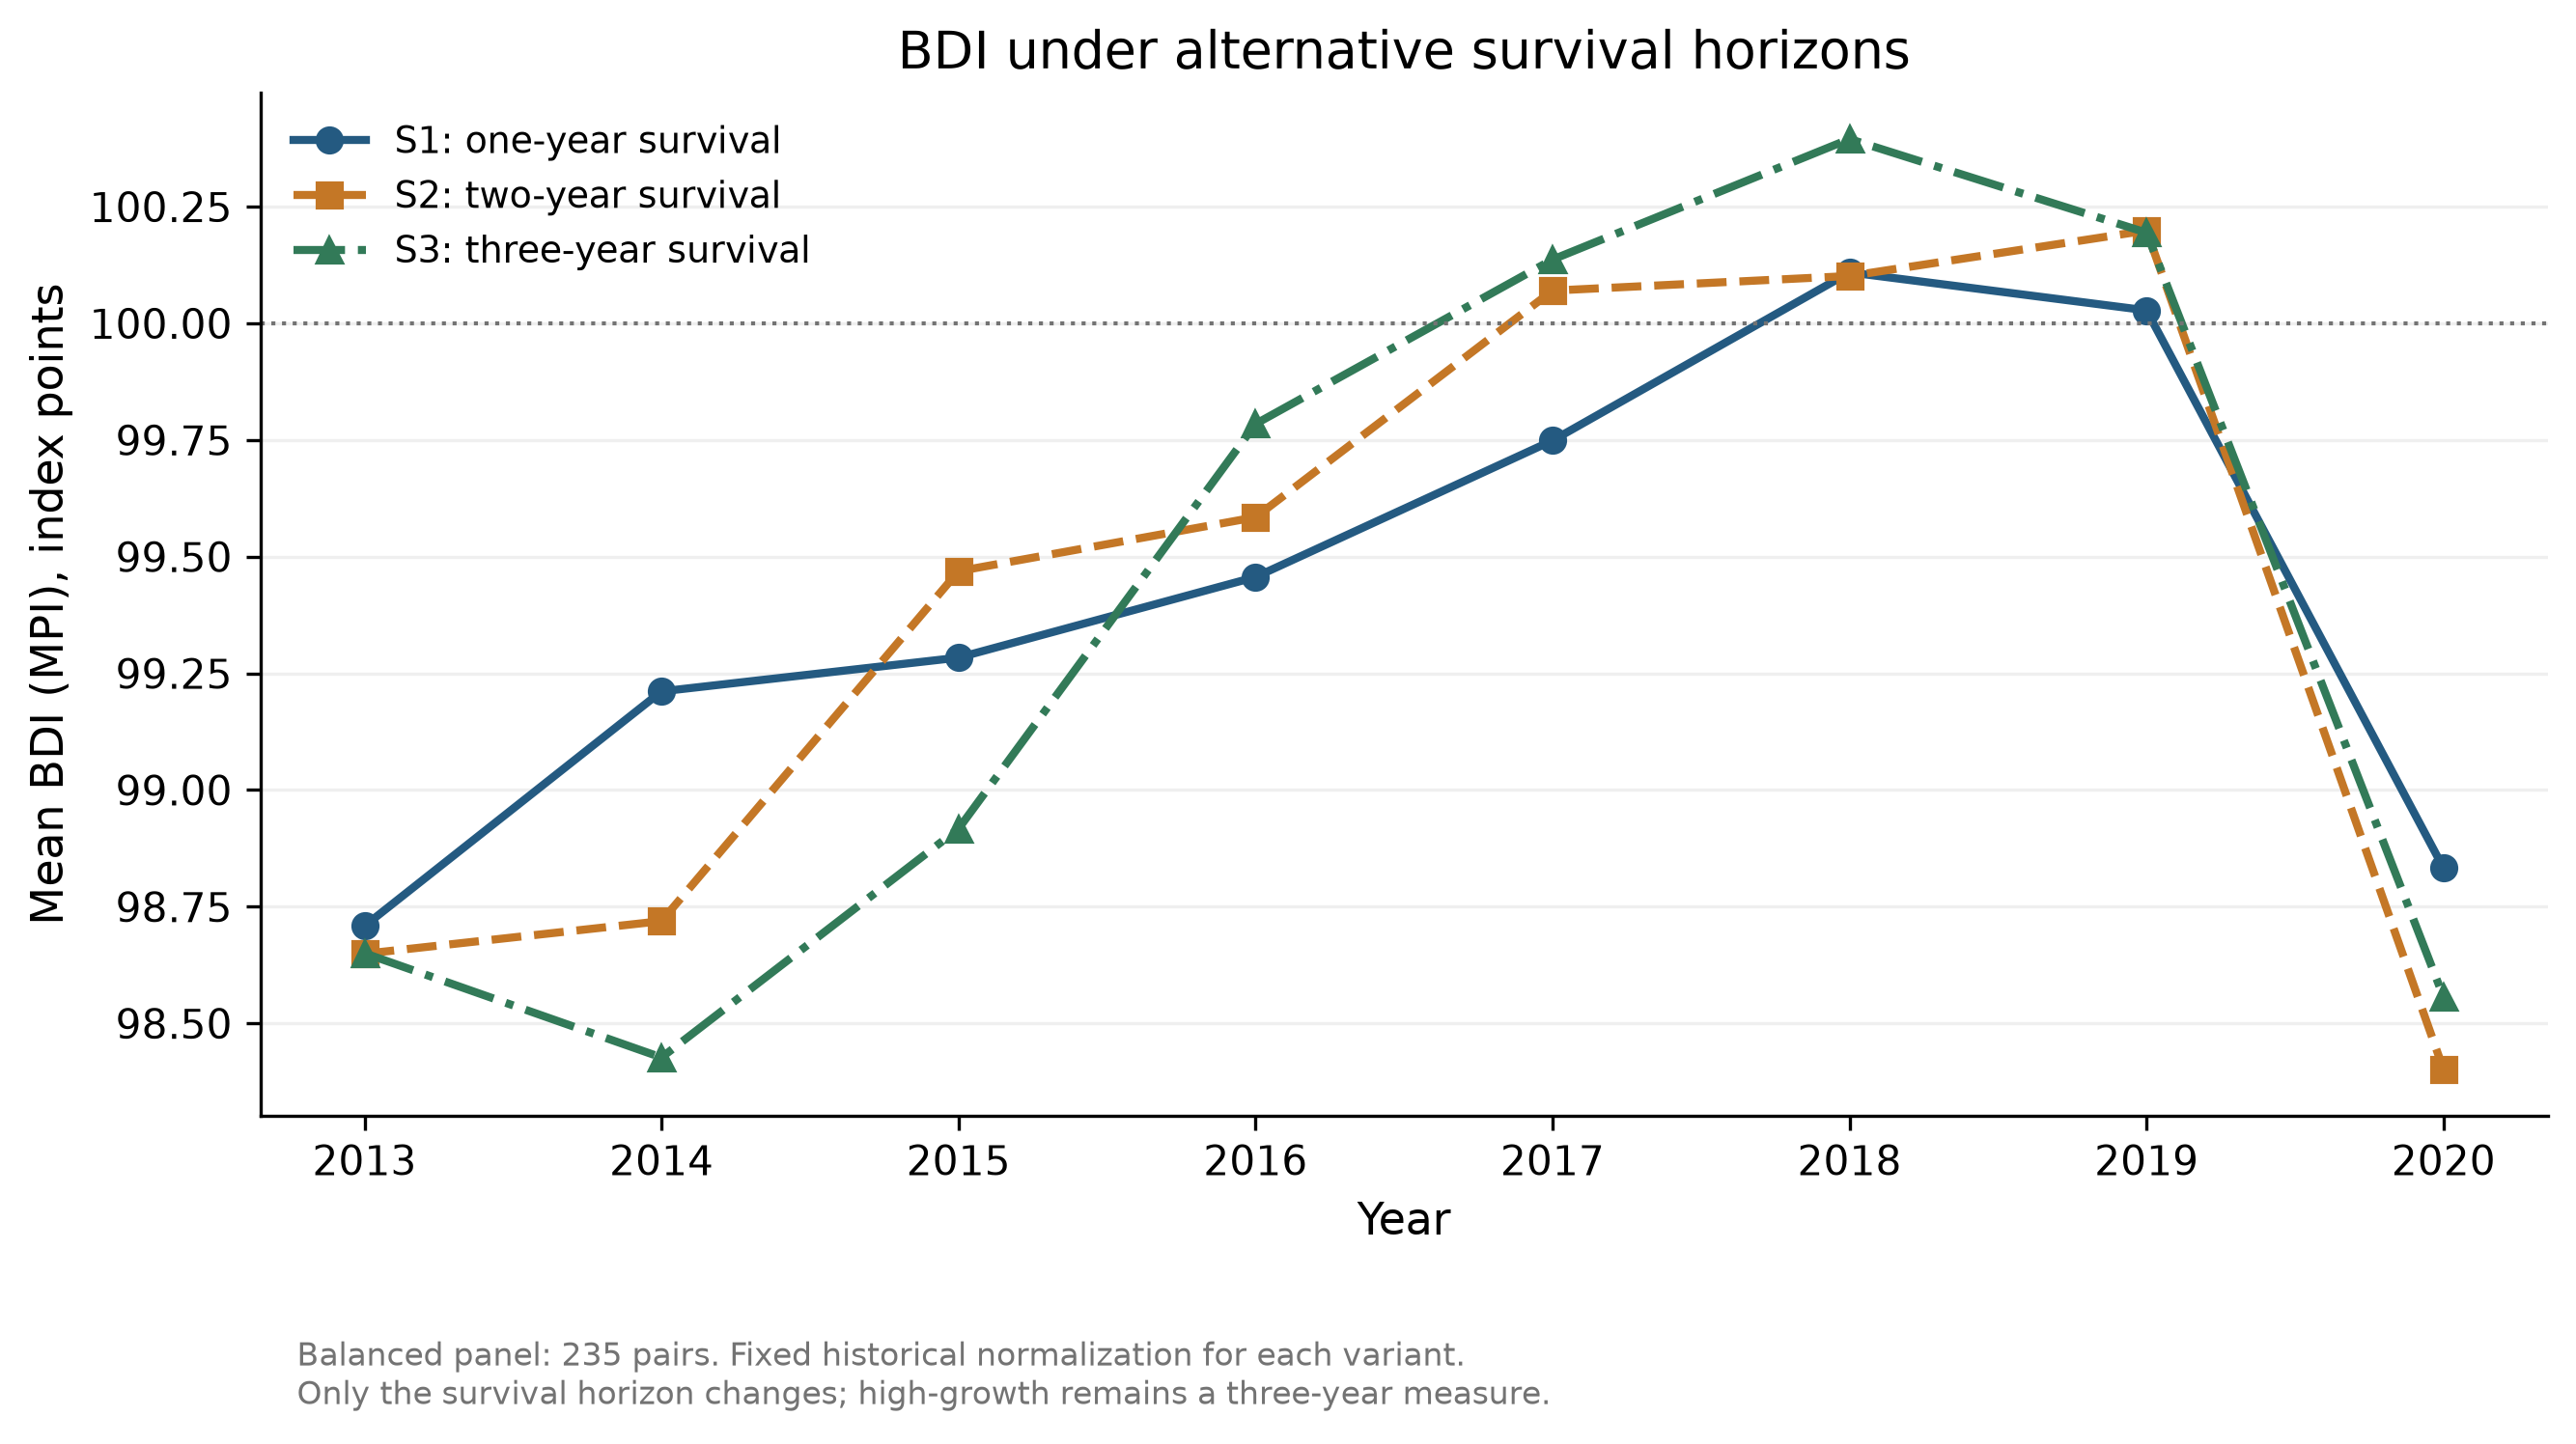 BDI under alternative survival horizons
S1: one-year survival
S2: two-year survival
S3: three-year survival
Mean BDI (MPI), index points
100.25
100.00
99.75
99.50
99.25
99.00
98.75
98.50
2013 2014 2015 2016 2017 2018 2019 2020
Year
Balanced panel: 235 pairs. Fixed historical normalization for each variant.
Only the survival horizon changes; high-growth remains a three-year measure.